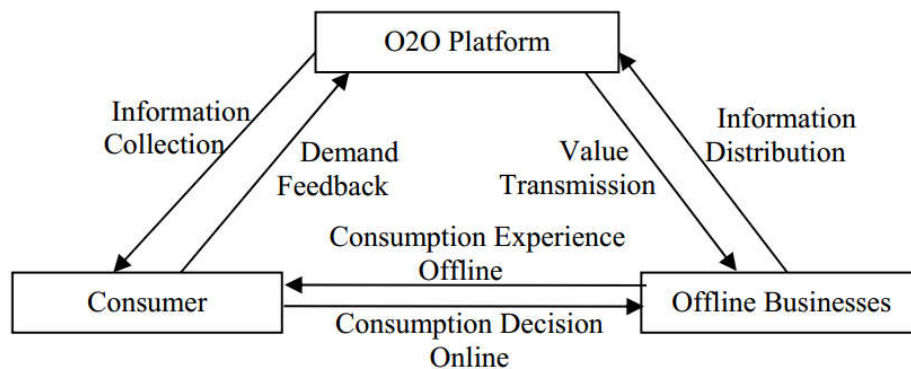 O2O Platform
Information
Collection
Demand
Feedback
Value
Transmission
Information
Distribution
Consumption Experience
Offline
Consumer
Offline Businesses
Consumption Decision
Online